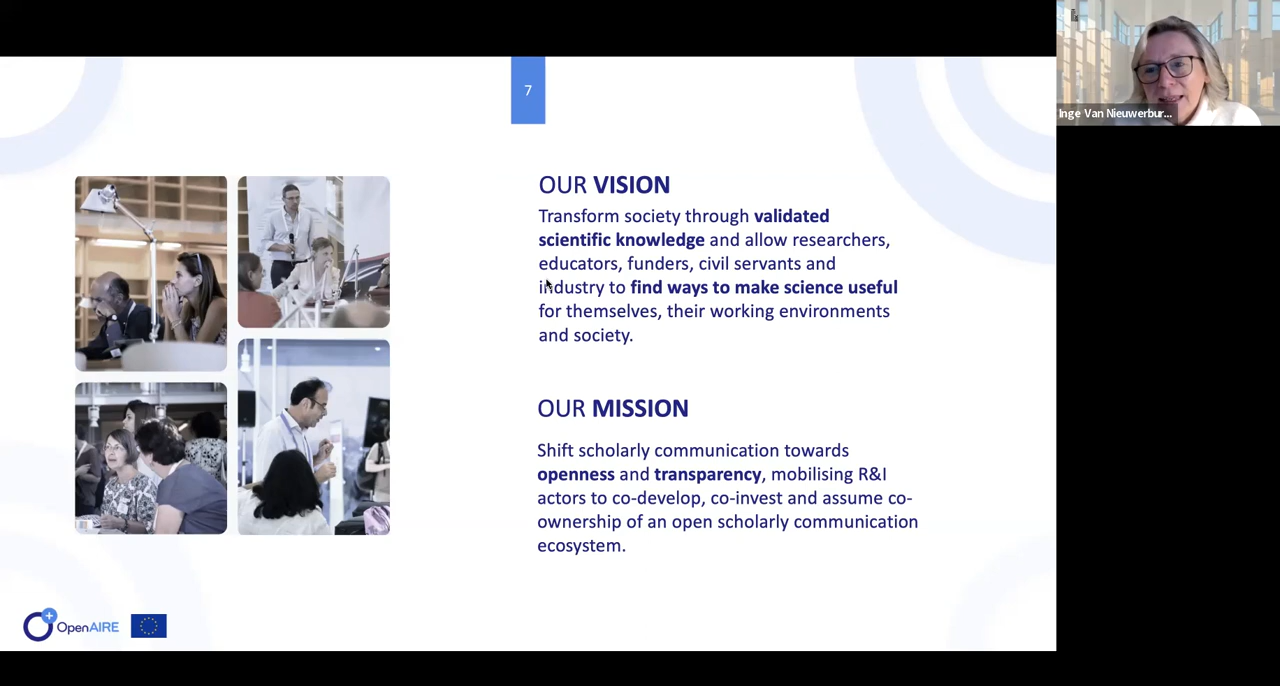 7
Inge Van Nieuwerbur...
OUR VISION
Transform society through validated
scientific knowledge and allow researchers,
educators, funders, civil servants and
industry to find ways to make science useful
for themselves, their working environments
and society.
OUR MISSION
Shift scholarly communication towards
openness and transparency, mobilising R&I
actors to co-develop, co-invest and assume co-
ownership of an open scholarly communication
ecosystem.
OpenAIRE